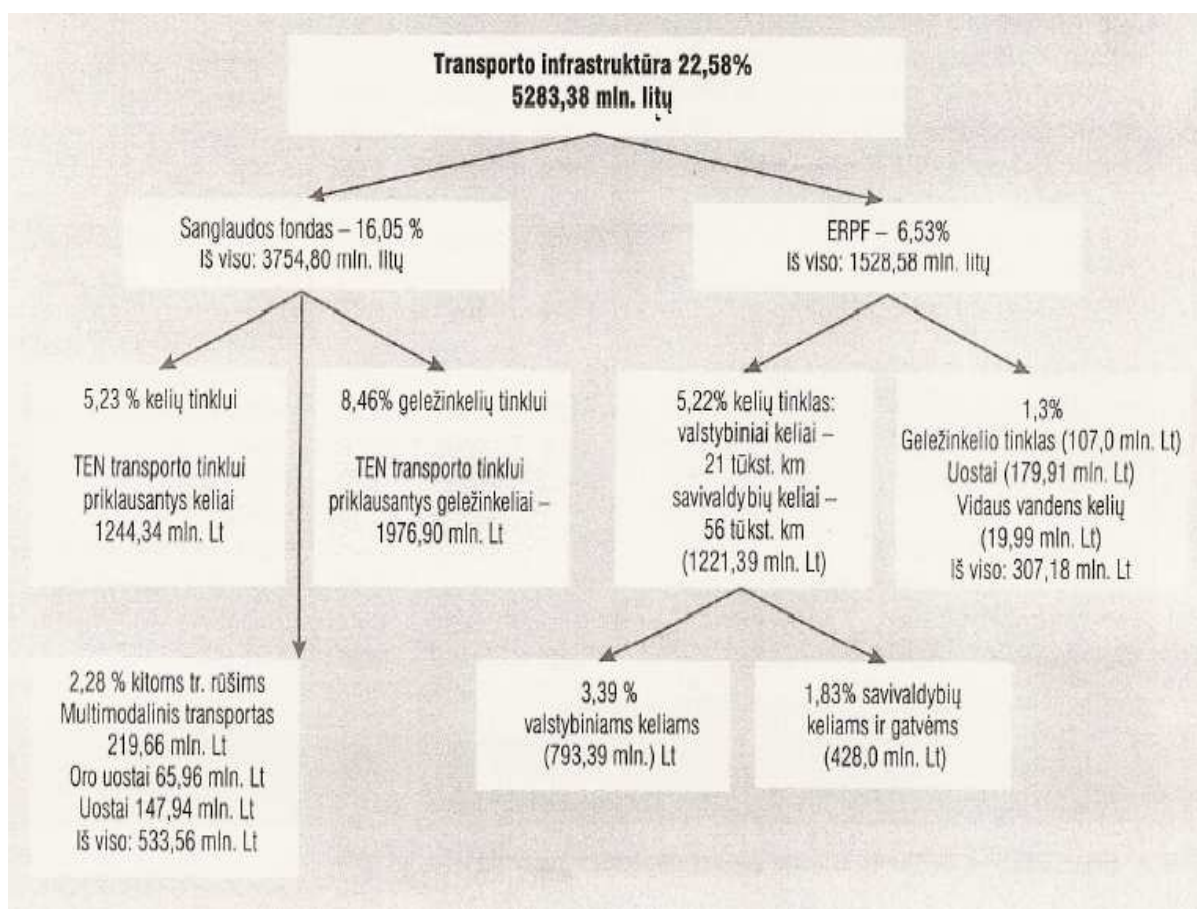 Transporto infrastruktūra 22,58%
5283,38 mln. litų
Sanglaudos fondas – 16,05 %
Iš viso: 3754,80 mln. litų
ERPF – 6,53%
Iš viso: 1528,58 mln. litų
5,23 % kelių tinklui
TEN transporto tinklui
priklausantys keliai
1244,34 mln. Lt
8,46% geležinkelių tinklui
TEN transporto tinklui
priklausantys geležinkeliai –
1976,90 mln. Lt
5,22% kelių tinklas:
valstybiniai keliai –
21 tūkst. km
savivaldybių keliai –
56 tūkst. km
(1221,39 mln. Lt)
1,3%
Geležinkelio tinklas (107,0 mln. Lt)
Uostai (179,91 mln. Lt)
Vidaus vandens kelių
(19,99 mln. Lt)
Iš viso: 307,18 mln. Lt
2,28 % kitoms tr. rūšims
Multimodalinis transportas
219,66 mln. Lt
Oro uostai 65,96 mln. Lt
Uostai 147,94 mln. Lt
Iš viso: 533,56 mln. Lt
3,39 %
valstybiniams keliams
(793,39 mln.) Lt
1,83% savivaldybių
keliams ir gatvėms
(428,0 mln. Lt)